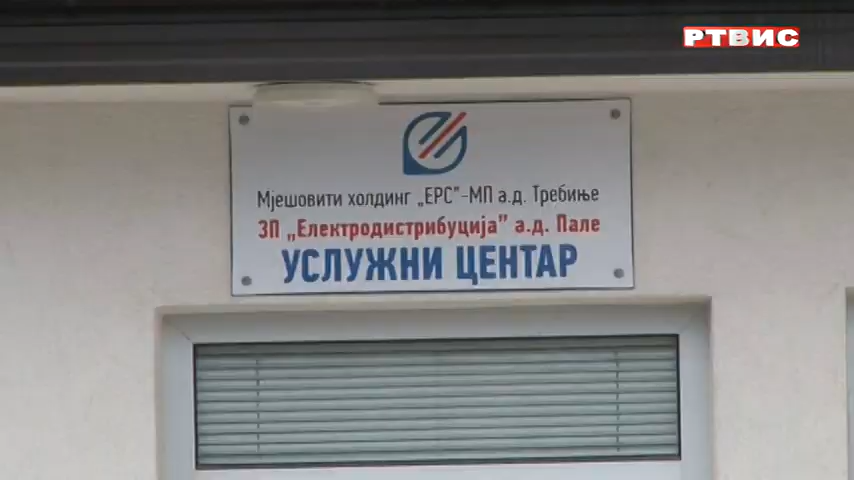 РТВИС
Мјешовити холдинг „ЕРС”-МП а.д. Требиње
ЗП „Електродистрибуција” а.д. Пале
УСЛУЖНИ ЦЕНТАР